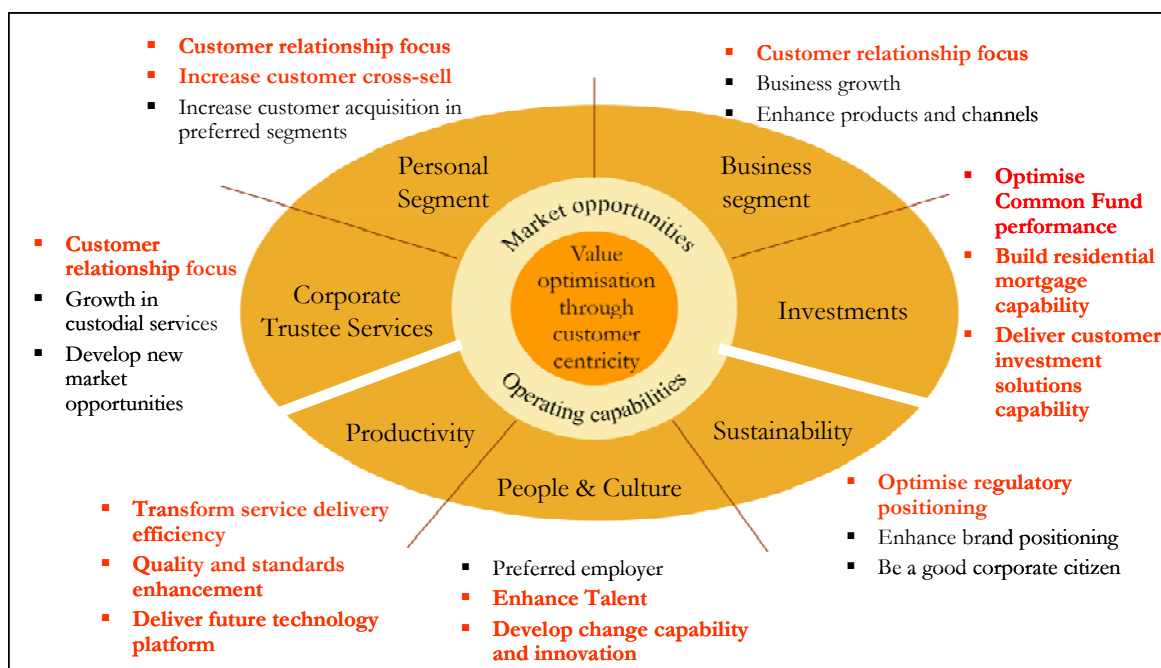 ▪ Customer relationship focus
▪ Increase customer cross-sell
▪ Increase customer acquisition in
preferred segments
▪ Customer relationship focus
▪ Business growth
▪ Enhance products and channels
Personal
Segment
Business
segment
▪ Optimise
Common Fund
performance
▪ Build residential
mortgage
capability
▪ Deliver customer
investment
solutions
capability
▪ Customer
relationship focus
▪ Growth in
custodial services
▪ Develop new
market
opportunities
Corporate
Trustee Services
Market opportunities
Value
optimisation
through
customer
centricity
Operating capabilities
Investments
Productivity
People & Culture
Sustainability
▪ Transform service delivery
efficiency
▪ Quality and standards
enhancement
▪ Deliver future technology
platform
▪ Preferred employer
▪ Enhance Talent
▪ Develop change capability
and innovation
▪ Optimise regulatory
positioning
▪ Enhance brand positioning
▪ Be a good corporate citizen